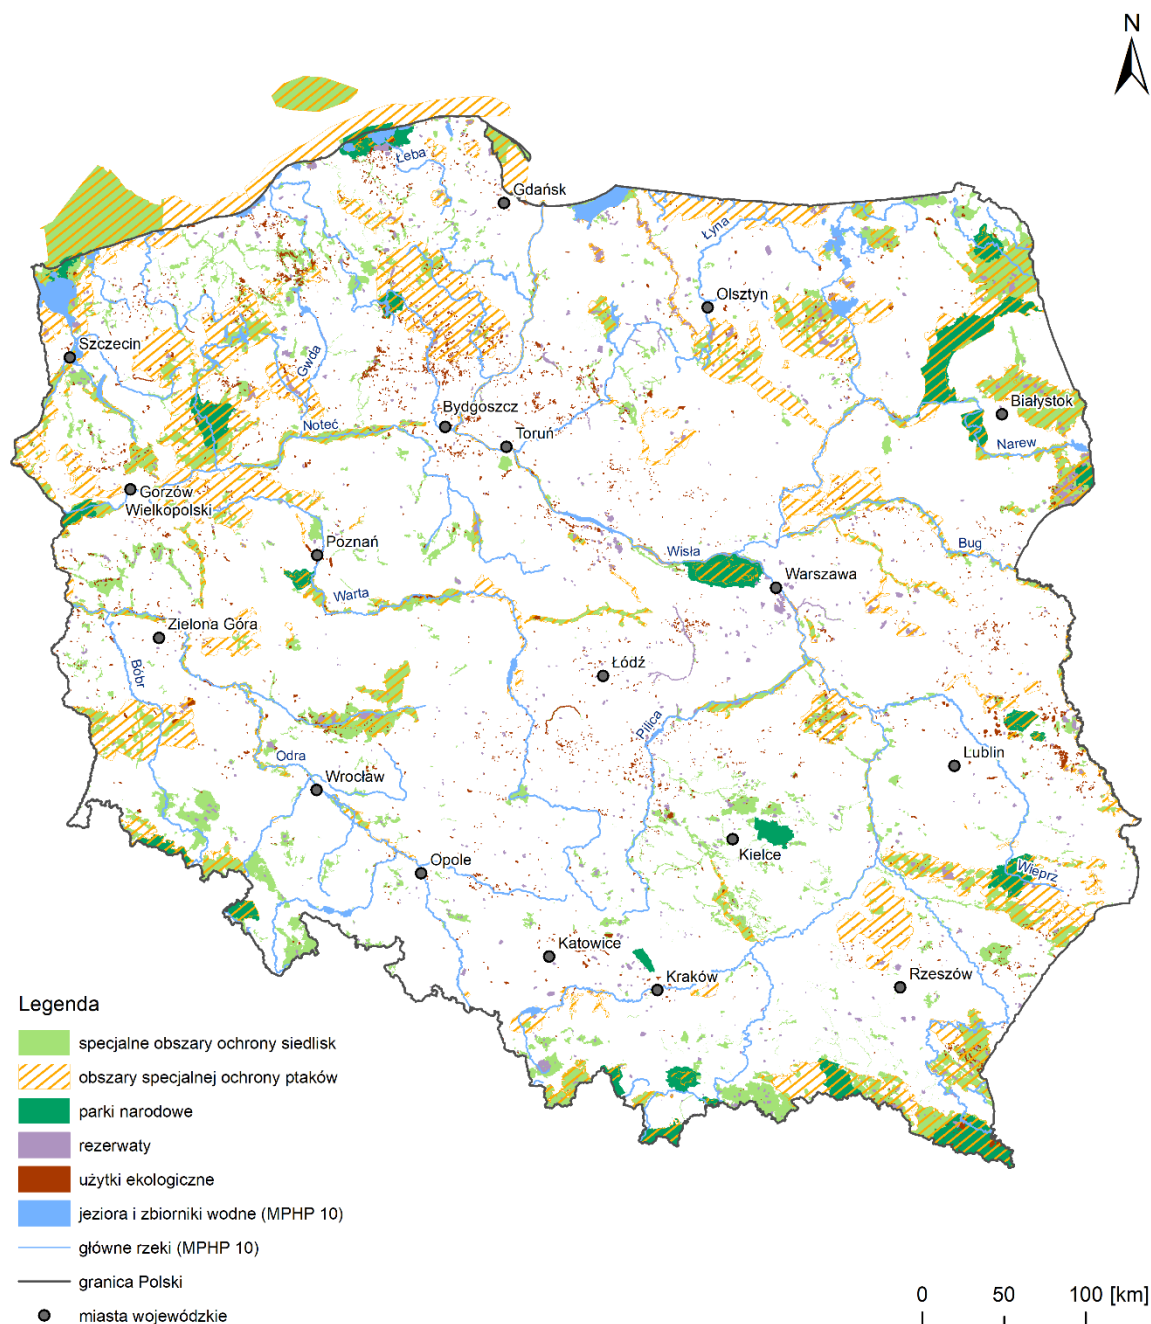 N
Łeba
Gdańsk
Łyna
Olsztyn
Szczecin
Gwda
Białystok
Bydgoszcz
Noteć
Toruń
Narew
Gorzów
Wielkopolski
Poznań
Wisła
Bug
Warszawa
Warta
Zielona Góra
Bóbr
Łódź
Pilica
Odra
Lublin
Wrocław
Kielce
Opole
Wieprz
Katowice
Kraków
Rzeszów
Legenda
specjalne obszary ochrony siedlisk
obszary specjalnej ochrony ptaków
parki narodowe
rezerwaty
użytki ekologiczne
jeziora i zbiorniki wodne (MPHP 10)
główne rzeki (MPHP 10)
granica Polski
miasta wojewódzkie
0 50 100 [km]